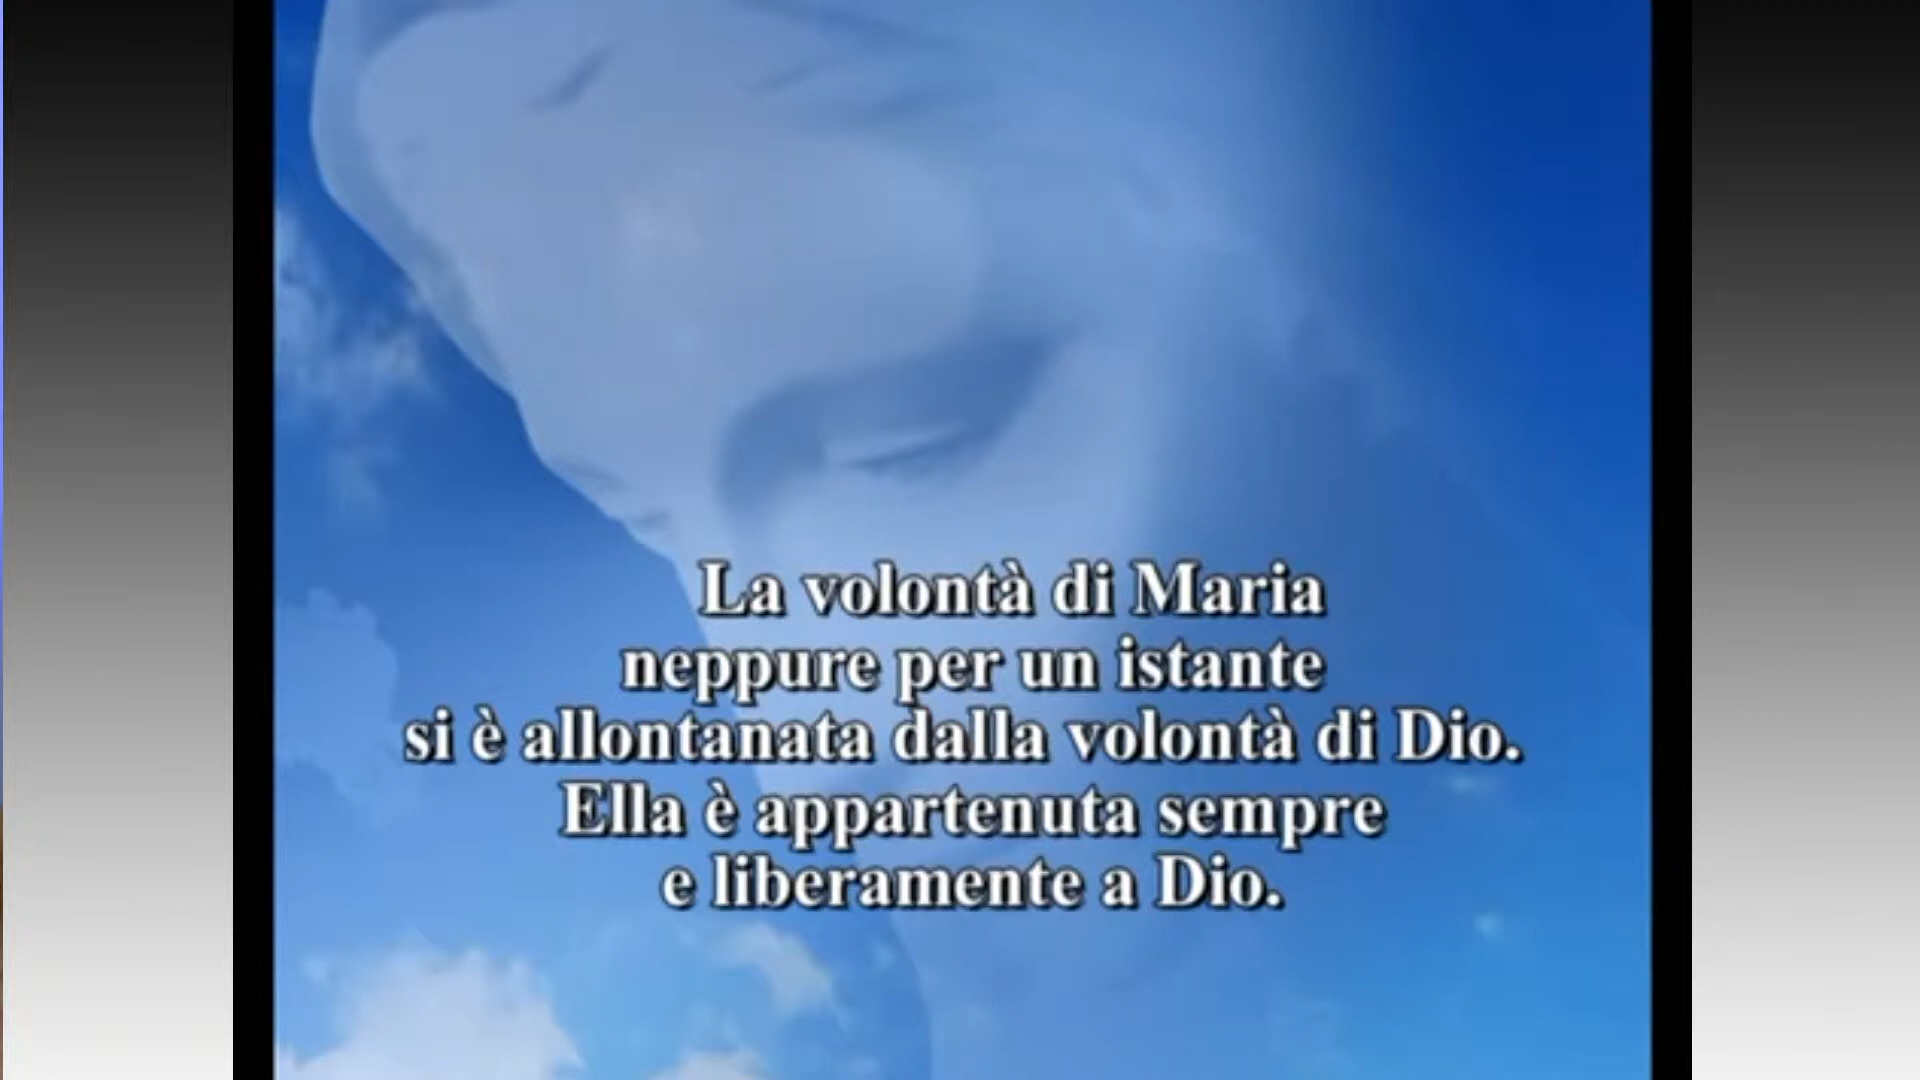 La volontà di Maria
neppure per un istante
si è allontanata dalla volontà di Dio.
Ella è appartenuta sempre
e liberamente a Dio.